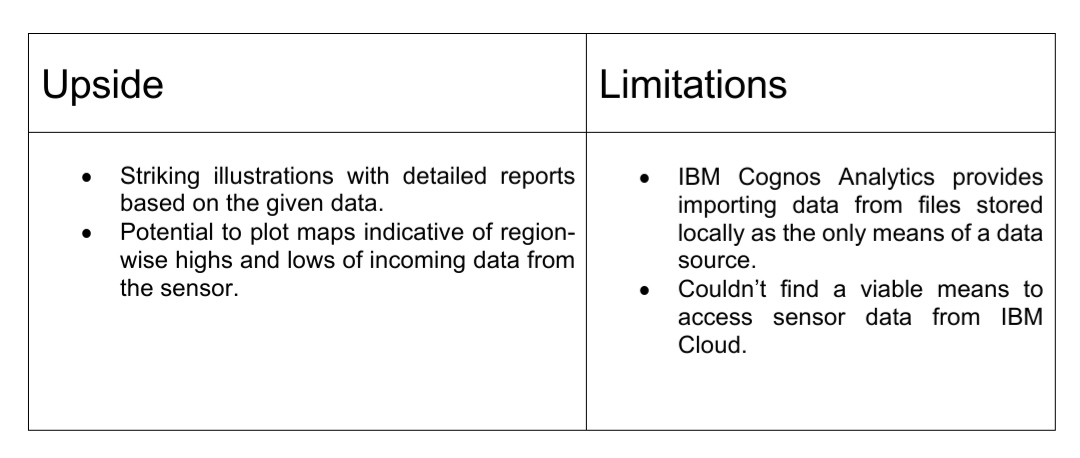 Upside
Limitations
• Striking illustrations with detailed reports
based on the given data.
• Potential to plot maps indicative of region-
wise highs and lows of incoming data from
the sensor.
• IBM Cognos Analytics provides
importing data from files stored
locally as the only means of a data
source.
• Couldn’t find a viable means to
access sensor data from IBM
Cloud.